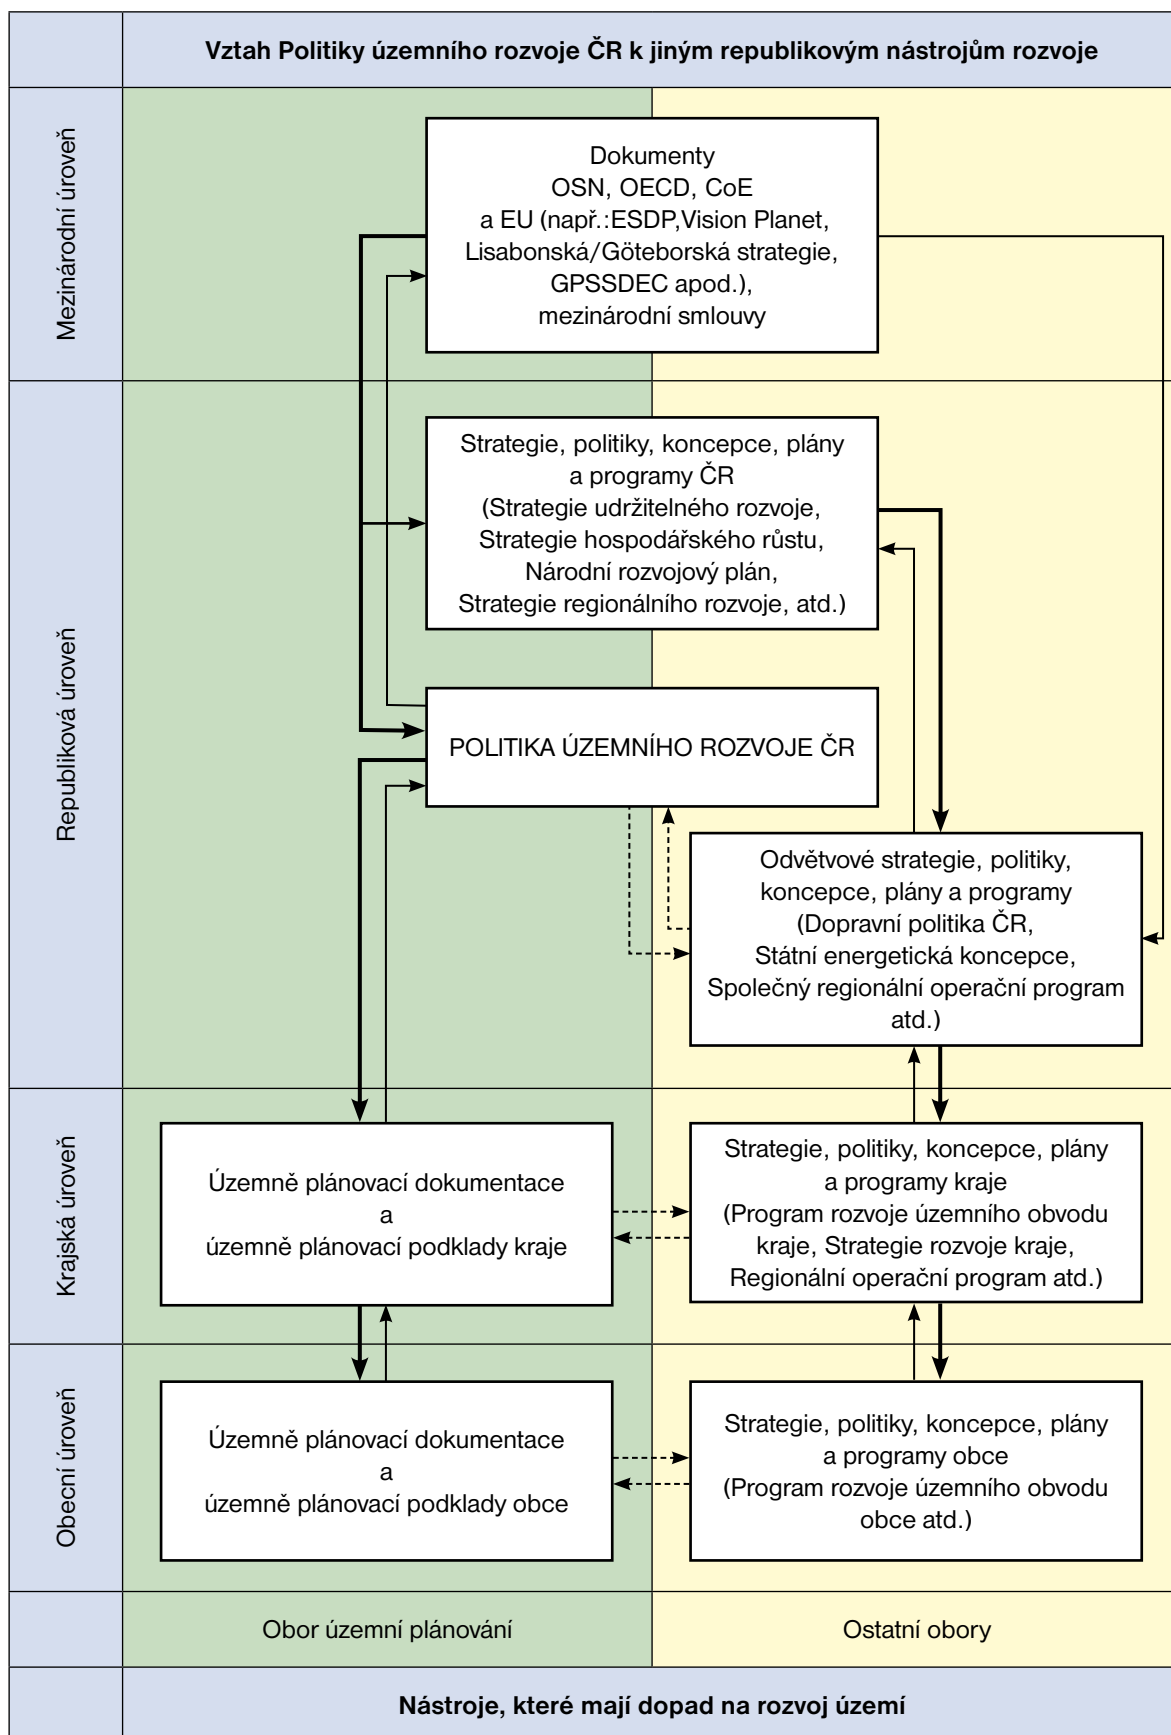 Vztah Politiky územního rozvoje ČR k jiným republikovým nástrojům rozvoje
Mezinárodní úroveň
Dokumenty
OSN, OECD, CoE
a EU (např.:ESDP,Vision Planet,
Lisabonská/Göteborská strategie,
GPSSDEC apod.),
mezinárodní smlouvy
Republiková úroveň
Strategie, politiky, koncepce, plány
a programy ČR
(Strategie udržitelného rozvoje,
Strategie hospodářského růstu,
Národní rozvojový plán,
Strategie regionálního rozvoje, atd.)
POLITIKA ÚZEMNÍHO ROZVOJE ČR
Odvětvové strategie, politiky,
koncepce, plány a programy
(Dopravní politika ČR,
Státní energetická koncepce,
Společný regionální operační program
atd.)
Krajská úroveň
Územně plánovací dokumentace
a
územně plánovací podklady kraje
Strategie, politiky, koncepce, plány
a programy kraje
(Program rozvoje územního obvodu
kraje, Strategie rozvoje kraje,
Regionální operační program atd.)
Obecní úroveň
Územně plánovací dokumentace
a
územně plánovací podklady obce
Strategie, politiky, koncepce, plány
a programy obce
(Program rozvoje územního obvodu
obce atd.)
Obor územní plánování
Ostatní obory
Nástroje, které mají dopad na rozvoj území